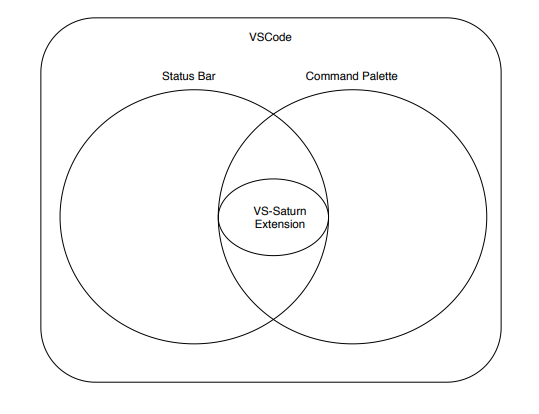 VSCode
Status Bar
Command Palette
VS-Saturn
Extension